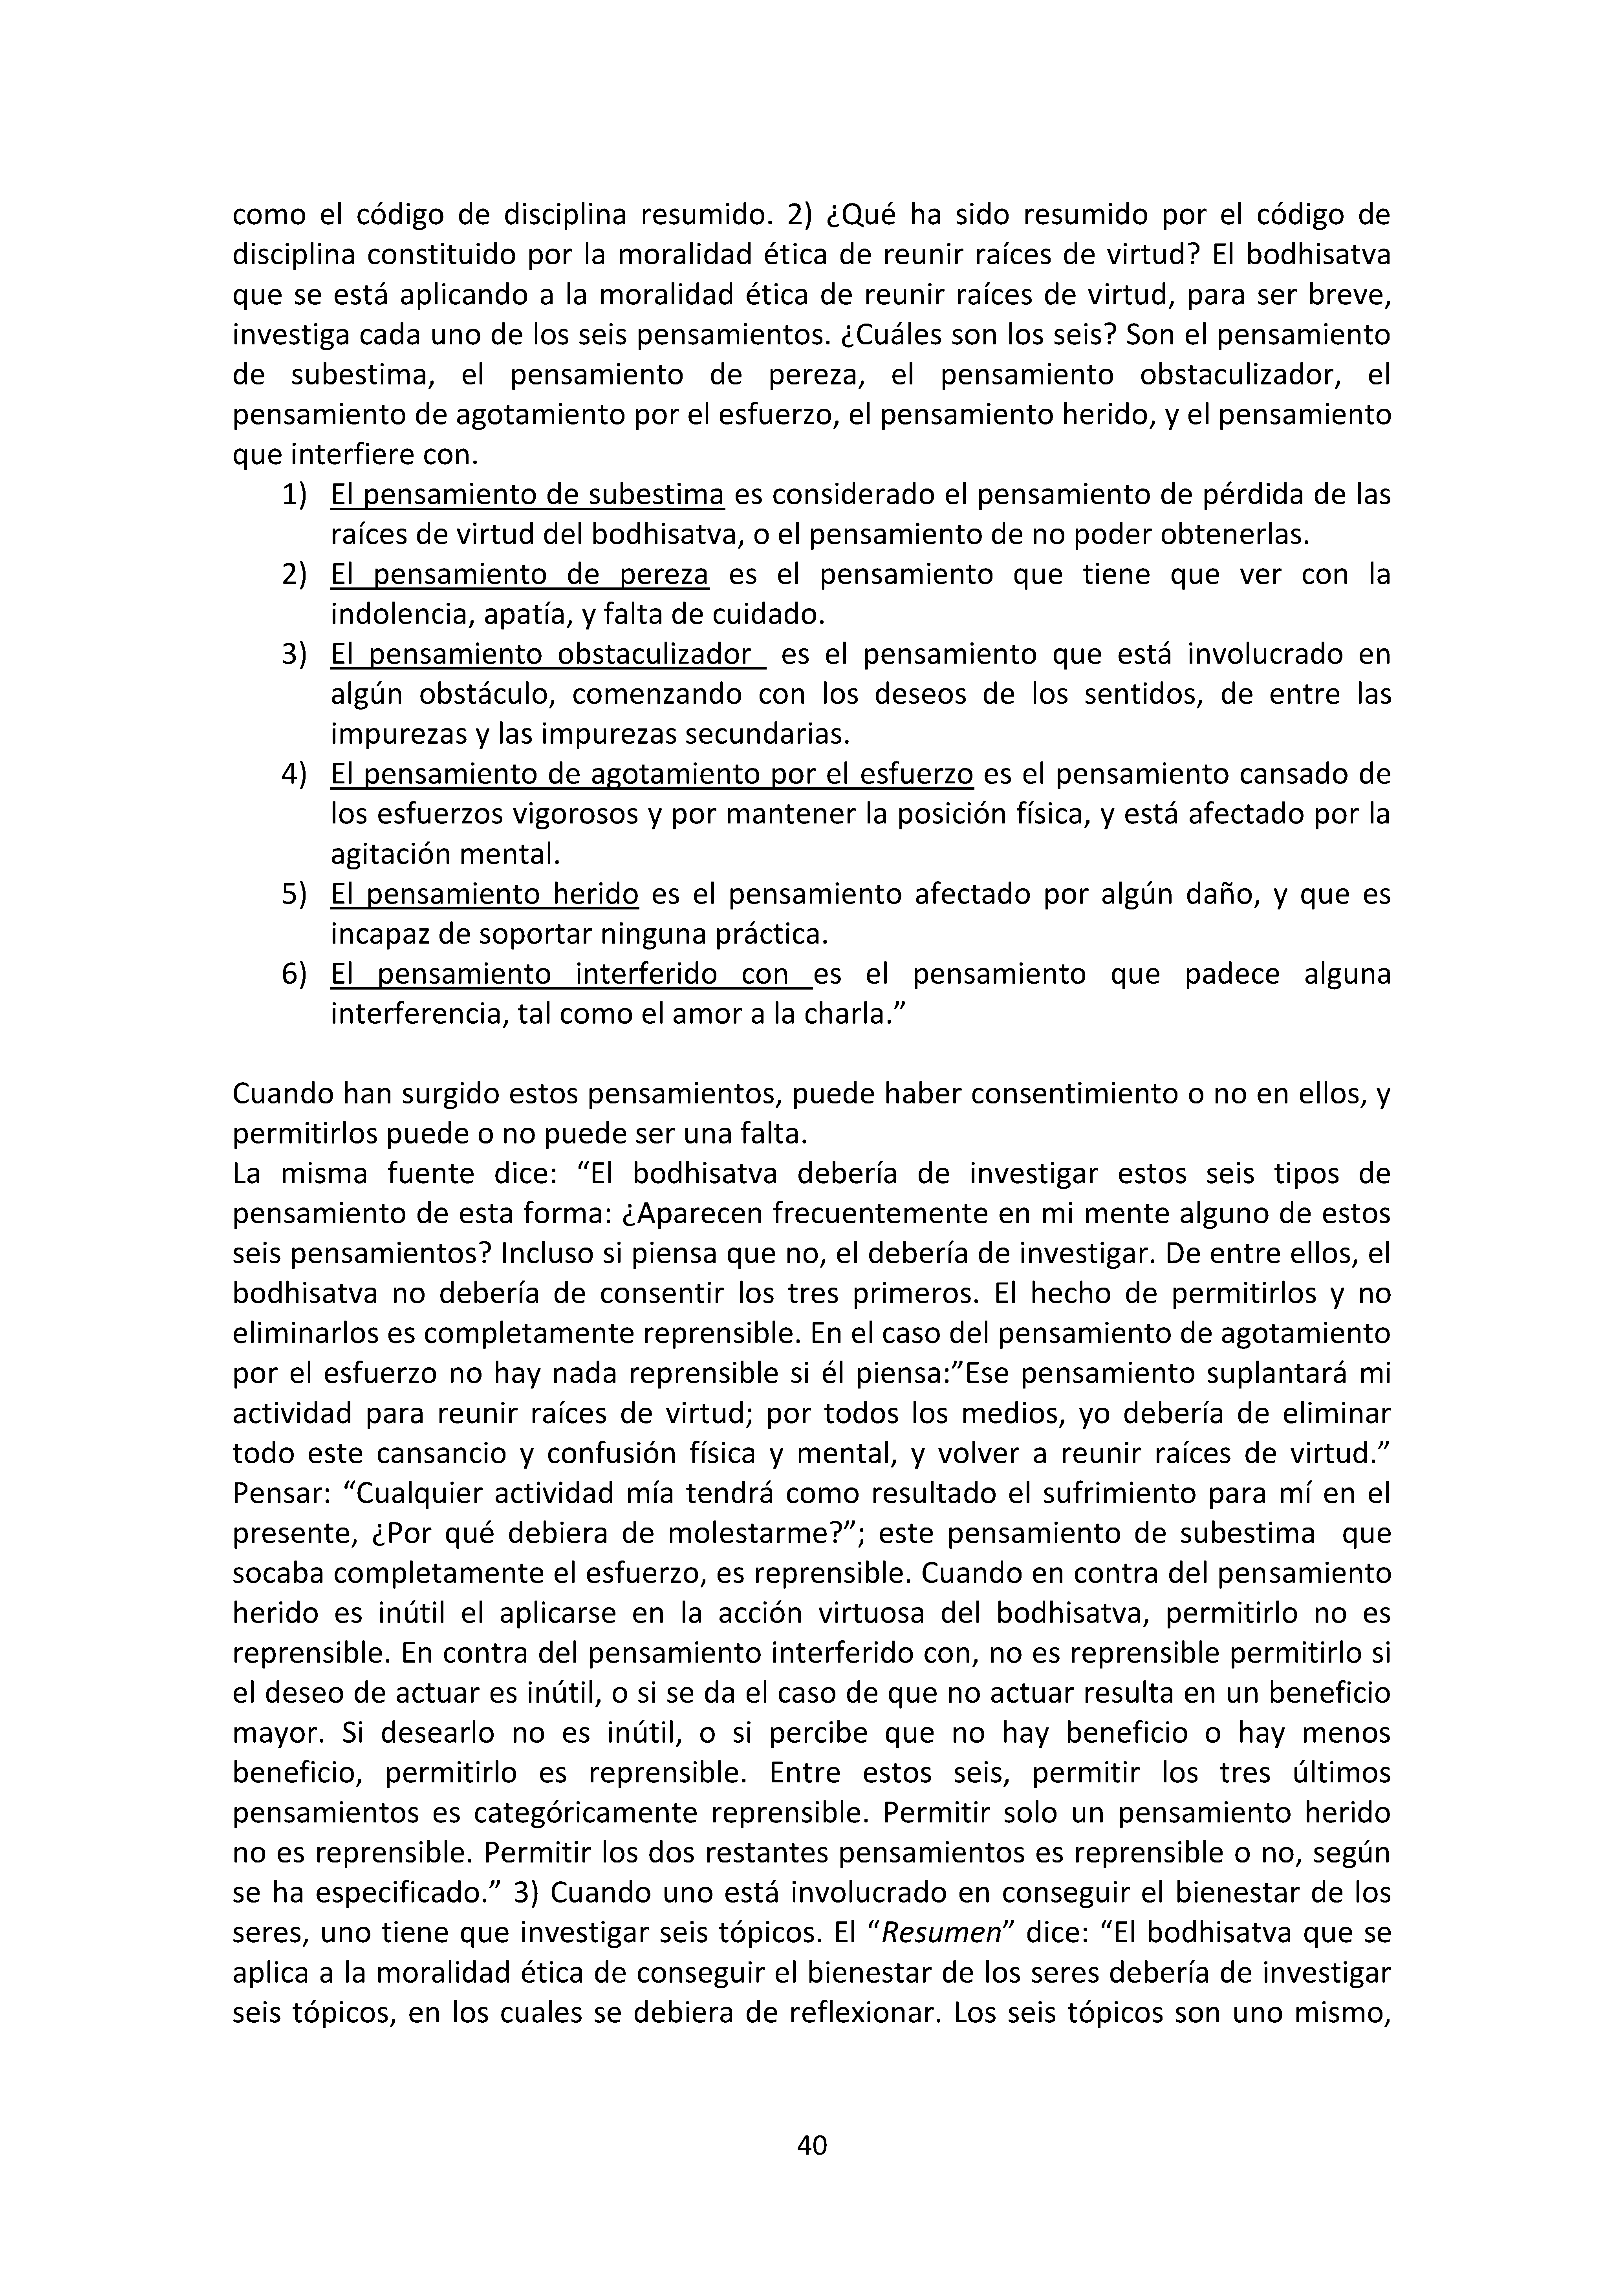 como el código de disciplina resumido. 2) ¿Qué ha sido resumido por el código de
disciplina constituido por la moralidad ética de reunir raíces de virtud? El bodhisatva
que se está aplicando a la moralidad ética de reunir raíces de virtud, para ser breve,
investiga cada uno de los seis pensamientos. ¿Cuáles son los seis? Son el pensamiento
de subestima, el pensamiento de pereza, el pensamiento obstaculizador, el
pensamiento de agotamiento por el esfuerzo, el pensamiento herido, y el pensamiento
que interfiere con.
1) El pensamiento de subestima es considerado el pensamiento de pérdida de las
raíces de virtud del bodhisatva, o el pensamiento de no poder obtenerlas.
2) El pensamiento de pereza es el pensamiento que tiene que ver con la
indolencia, apatía, y falta de cuidado.
3) El pensamiento obstaculizador es el pensamiento que está involucrado en
algún obstáculo, comenzando con los deseos de los sentidos, de entre las
impurezas y las impurezas secundarias.
4) El pensamiento de agotamiento por el esfuerzo es el pensamiento cansado de
los esfuerzos vigorosos y por mantener la posición física, y está afectado por la
agitación mental.
5) El pensamiento herido es el pensamiento afectado por algún daño, y que es
incapaz de soportar ninguna práctica.
6) El pensamiento interferido con es el pensamiento que padece alguna
interferencia, tal como el amor a la charla.”
Cuando han surgido estos pensamientos, puede haber consentimiento o no en ellos, y
permitirlos puede o no puede ser una falta.
La misma fuente dice: “El bodhisatva debería de investigar estos seis tipos de
pensamiento de esta forma: ¿Aparecen frecuentemente en mi mente alguno de estos
seis pensamientos? Incluso si piensa que no, el debería de investigar. De entre ellos, el
bodhisatva no debería de consentir los tres primeros. El hecho de permitirlos y no
eliminarlos es completamente reprensible. En el caso del pensamiento de agotamiento
por el esfuerzo no hay nada reprensible si él piensa:”Ese pensamiento suplantará mi
actividad para reunir raíces de virtud; por todos los medios, yo debería de eliminar
todo este cansancio y confusión física y mental, y volver a reunir raíces de virtud.”
Pensar: “Cualquier actividad mía tendrá como resultado el sufrimiento para mí en el
presente, ¿Por qué debiera de molestarme?”; este pensamiento de subestima que
socaba completamente el esfuerzo, es reprensible. Cuando en contra del pensamiento
herido es inútil el aplicarse en la acción virtuosa del bodhisatva, permitirlo no es
reprensible. En contra del pensamiento interferido con, no es reprensible permitirlo si
el deseo de actuar es inútil, o si se da el caso de que no actuar resulta en un beneficio
mayor. Si desearlo no es inútil, o si percibe que no hay beneficio o hay menos
beneficio, permitirlo es reprensible. Entre estos seis, permitir los tres últimos
pensamientos es categóricamente reprensible. Permitir solo un pensamiento herido
no es reprensible. Permitir los dos restantes pensamientos es reprensible o no, según
se ha especificado.” 3) Cuando uno está involucrado en conseguir el bienestar de los
seres, uno tiene que investigar seis tópicos. El “Resumen” dice: “El bodhisatva que se
aplica a la moralidad ética de conseguir el bienestar de los seres debería de investigar
seis tópicos, en los cuales se debiera de reflexionar. Los seis tópicos son uno mismo,
40